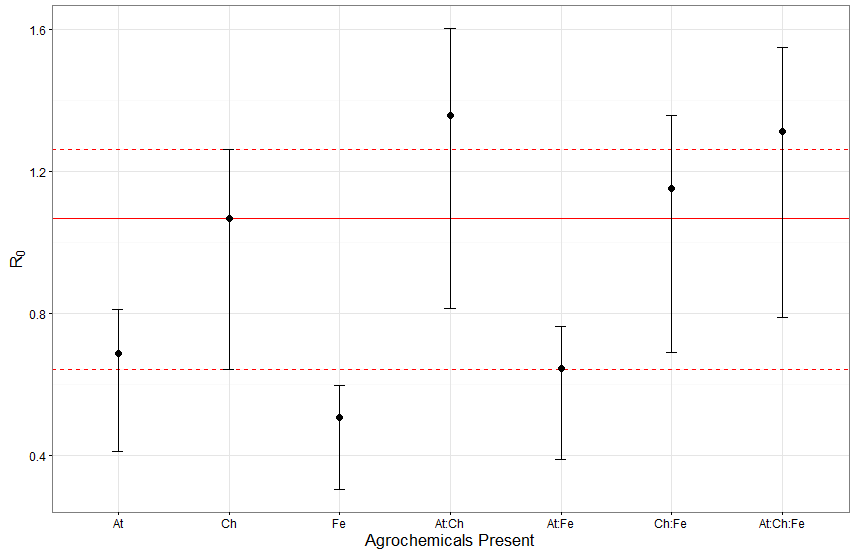 1.6
1.2
0.8
0.4
R0
At
Ch
Fe
At:Ch
At:Fe
Ch:Fe
At:Ch:Fe
Agrochemicals Present